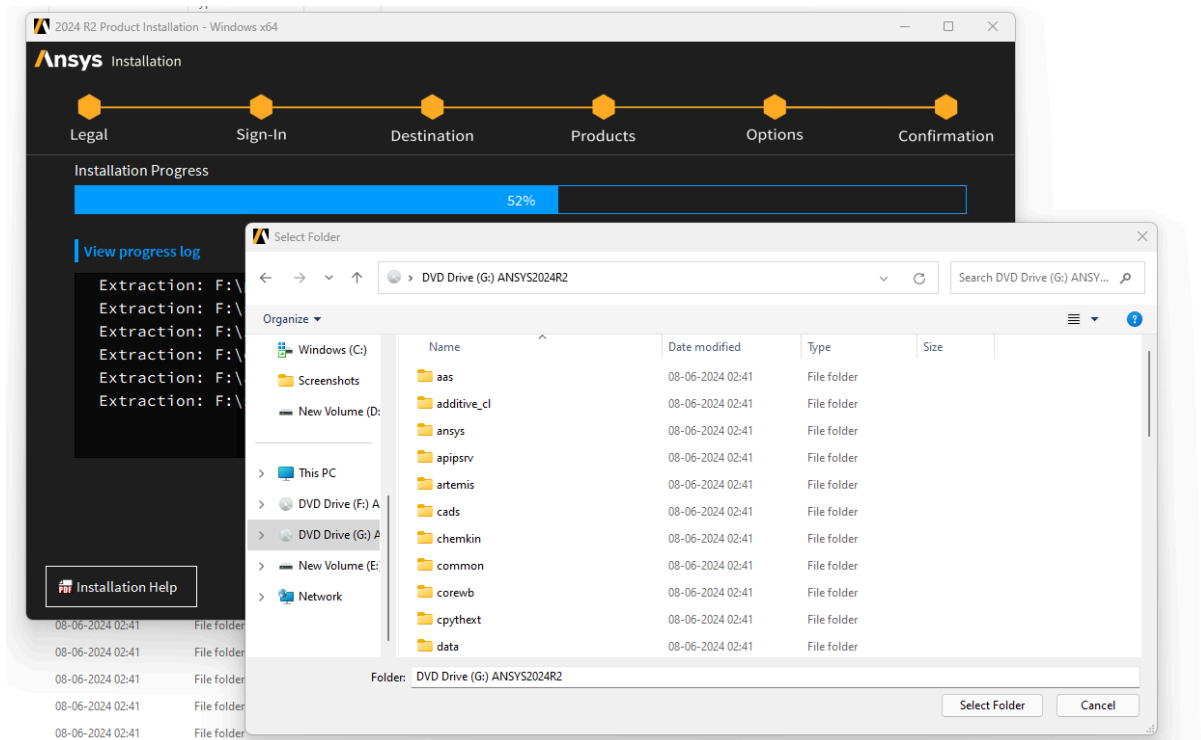 2024 R2 Product Installation - Windows x64
Ansys Installation
Legal Sign-In Destination Products Options Confirmation
Installation Progress
52%
View progress log
Extraction: F:\
Extraction: F:\
Extraction: F:\
Extraction: F:\
Extraction: F:\
Extraction: F:\
PDF Installation Help
Select Folder
DVD Drive (G:) ANSYS2024R2
Search DVD Drive (G:) ANSY...
Organize
Windows (C:)
Screenshots
New Volume (D:
This PC
DVD Drive (F:) A
DVD Drive (G:) A
New Volume (E:
Network
Name Date modified Type Size
aas 08-06-2024 02:41 File folder
additive_cl 08-06-2024 02:41 File folder
ansys 08-06-2024 02:41 File folder
apipsrv 08-06-2024 02:41 File folder
artemis 08-06-2024 02:41 File folder
cads 08-06-2024 02:41 File folder
chemkin 08-06-2024 02:41 File folder
common 08-06-2024 02:41 File folder
corewb 08-06-2024 02:41 File folder
cpythext 08-06-2024 02:41 File folder
data 08-06-2024 02:41 File folder
Folder: DVD Drive (G:) ANSYS2024R2
Select Folder Cancel
08-06-2024 02:41 File folder
08-06-2024 02:41 File folder
08-06-2024 02:41 File folder
08-06-2024 02:41 File folder
08-06-2024 02:41 File folder